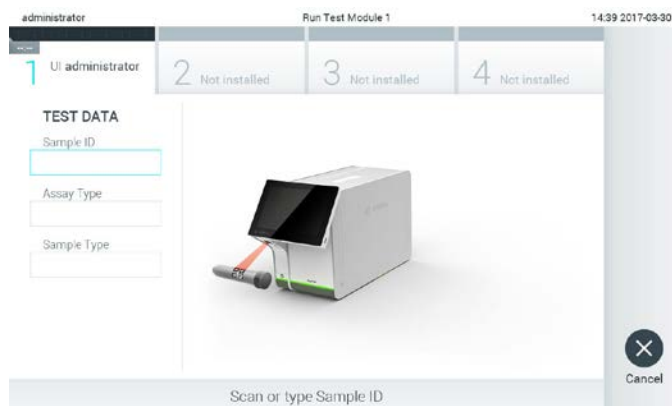 administrator Run Test Module 1 14:39 2017-03-30
1 UI administrator 2 Not installed 3 Not installed 4 Not installed
TEST DATA
Sample ID
Assay Type
Sample Type
Cancel
Scan or type Sample ID